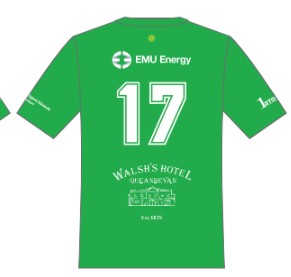 EMU Energy
17
WALSH'S HOTEL
QUEANBEYAN